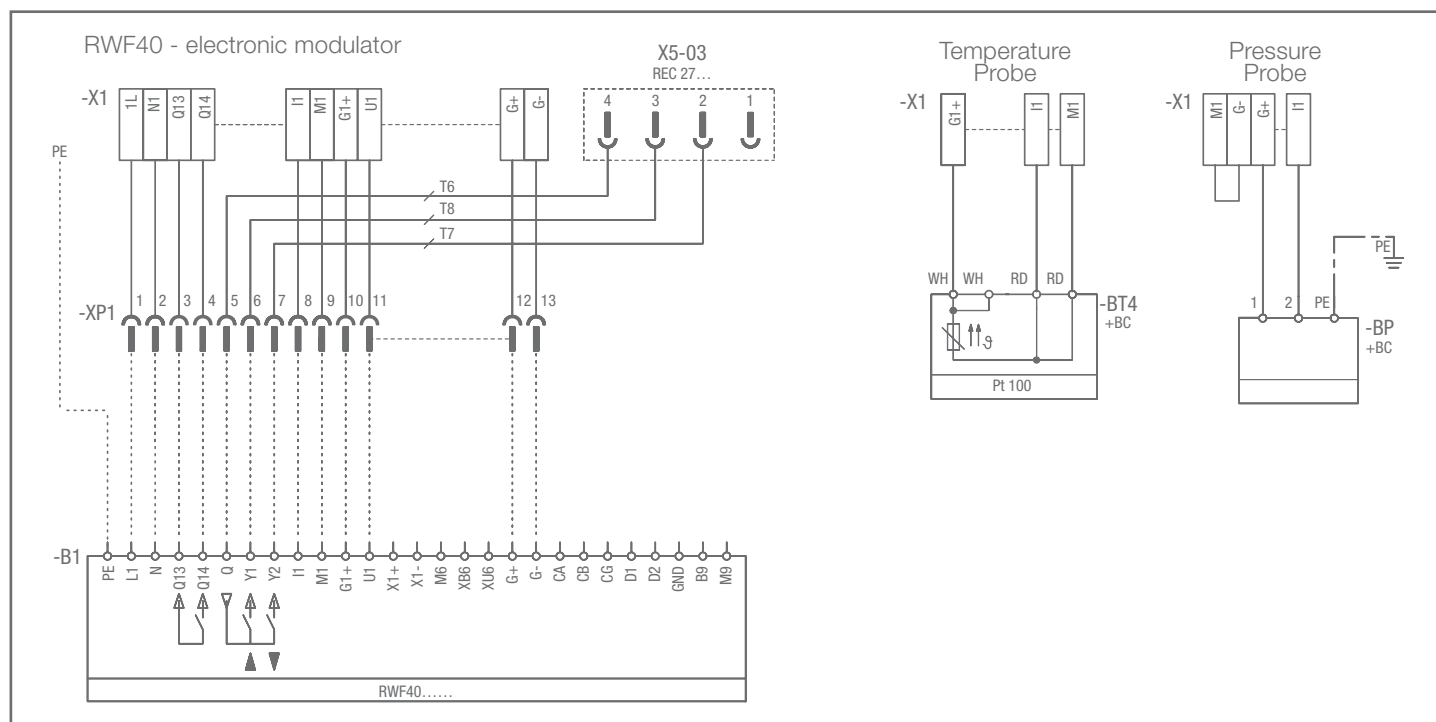 RWF40 - electronic modulator
X5-03
REC 27...
-X1
1L
N1
Q13
Q14
I1
M1
G1+
U1
G+
G-
4 3 2 1
PE
T6
T8
T7
-XP1
1 2 3 4 5 6 7 8 9 10 11 12 13
-B1
PE
L1
N
Q13
Q14
Q
Y1
Y2
I1
M1
G1+
U1
X1+
X1-
M6
XB6
XU6
G+
G-
CA
CB
CG
D1
D2
GND
B9
M9
RWF40......
Temperature
Probe
-X1
G1+
I1
M1
WH WH RD RD
-BT4
+BC
ϑ
Pt 100
Pressure
Probe
-X1
M1
G-
G+
I1
PE
1 2 PE
-BP
+BC